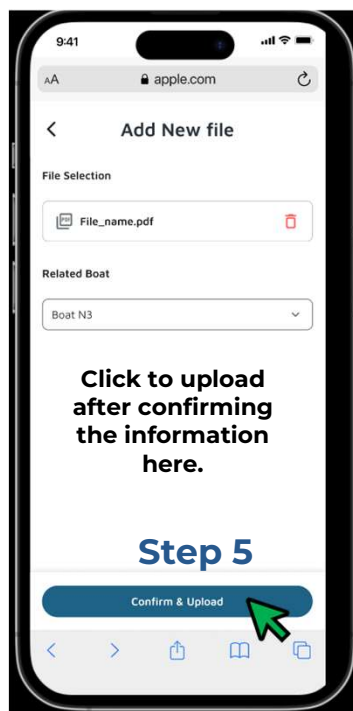 9:41
AA apple.com
Add New file
File Selection
PDF File_name.pdf
Related Boat
Boat N3
Click to upload
after confirming
the information
here.
Step 5
Confirm & Upload